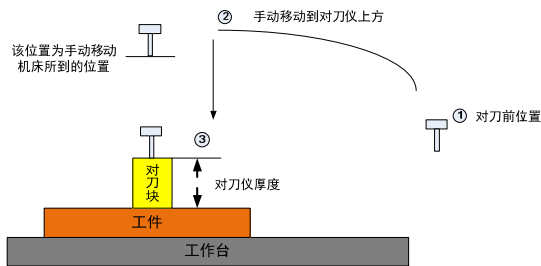 ② 手动移动到对刀仪上方
该位置为手动移动
机床所到的位置
① 对刀前位置
③
对刀块
对刀仪厚度
工件
工作台